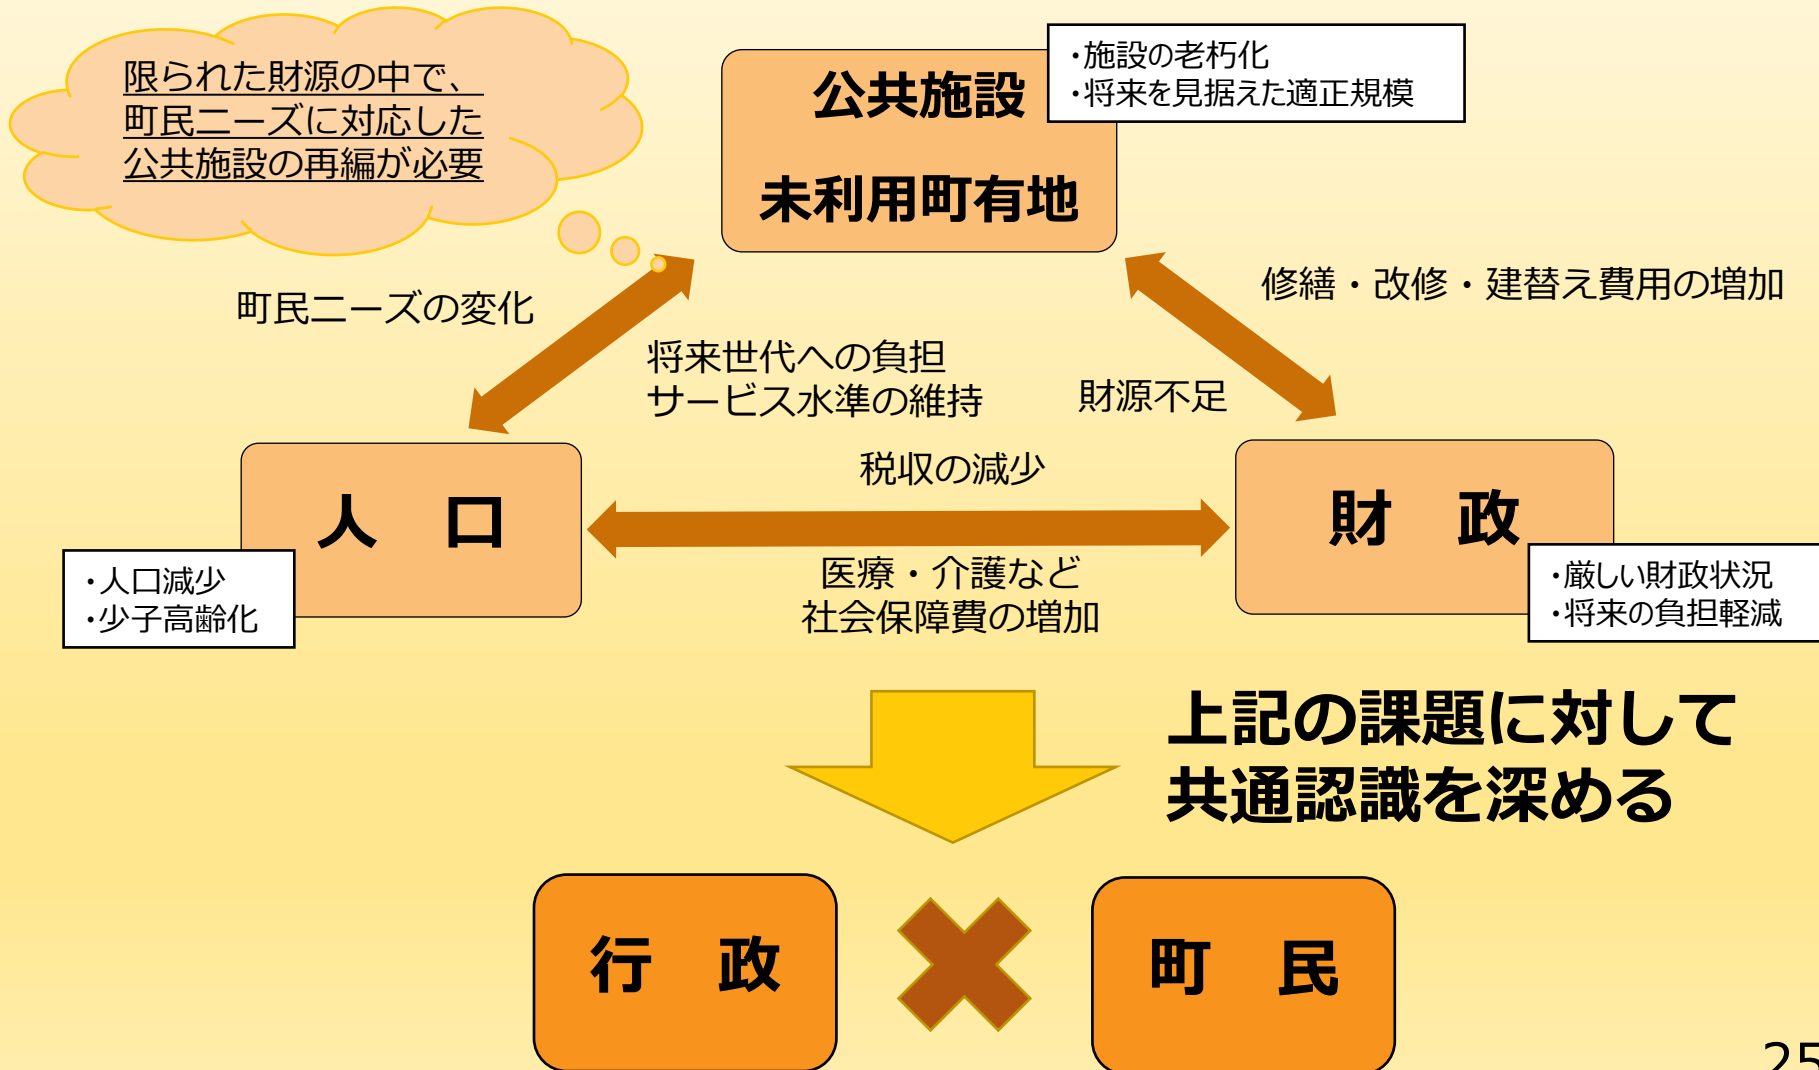 限られた財源の中で、
町民ニーズに対応した
公共施設の再編が必要
公共施設
未利用町有地
・施設の老朽化
・将来を見据えた適正規模
町民ニーズの変化
修繕・改修・建替え費用の増加
将来世代への負担
サービス水準の維持
財源不足
税収の減少
人　口
財　政
・人口減少
・少子高齢化
医療・介護など
社会保障費の増加
・厳しい財政状況
・将来の負担軽減
上記の課題に対して
共通認識を深める
行　政
町　民
25